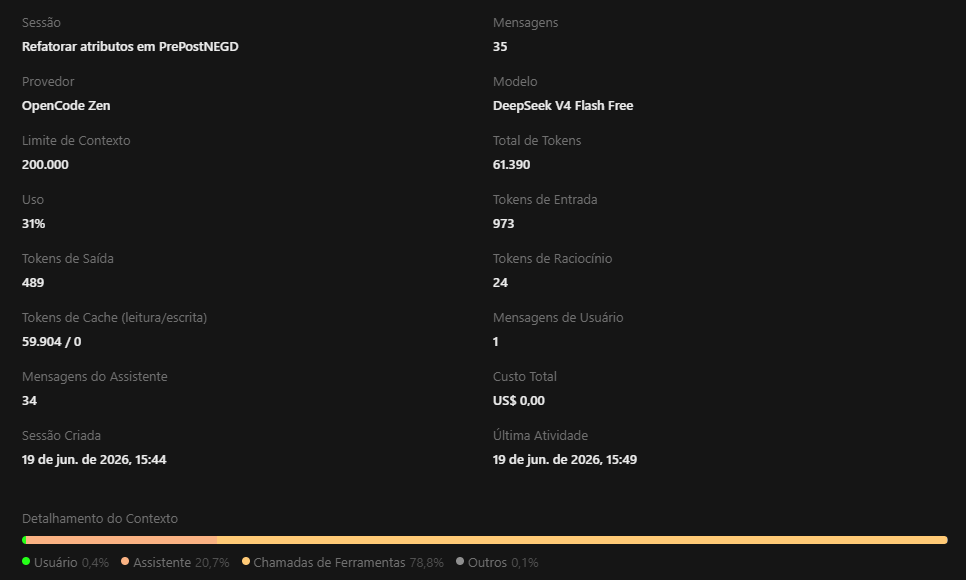 Sessão
Mensagens
Refatorar atributos em PrePostNEGD
35
Provedor
Modelo
OpenCode Zen
DeepSeek V4 Flash Free
Limite de Contexto
Total de Tokens
200.000
61.390
Uso
Tokens de Entrada
31%
973
Tokens de Saída
Tokens de Raciocínio
489
24
Tokens de Cache (leitura/escrita)
Mensagens de Usuário
59.904 / 0
1
Mensagens do Assistente
Custo Total
34
US$ 0,00
Sessão Criada
Última Atividade
19 de jun. de 2026, 15:44
19 de jun. de 2026, 15:49
Detalhamento do Contexto
Usuário 0,4% Assistente 20,7% Chamadas de Ferramentas 78,8% Outros 0,1%